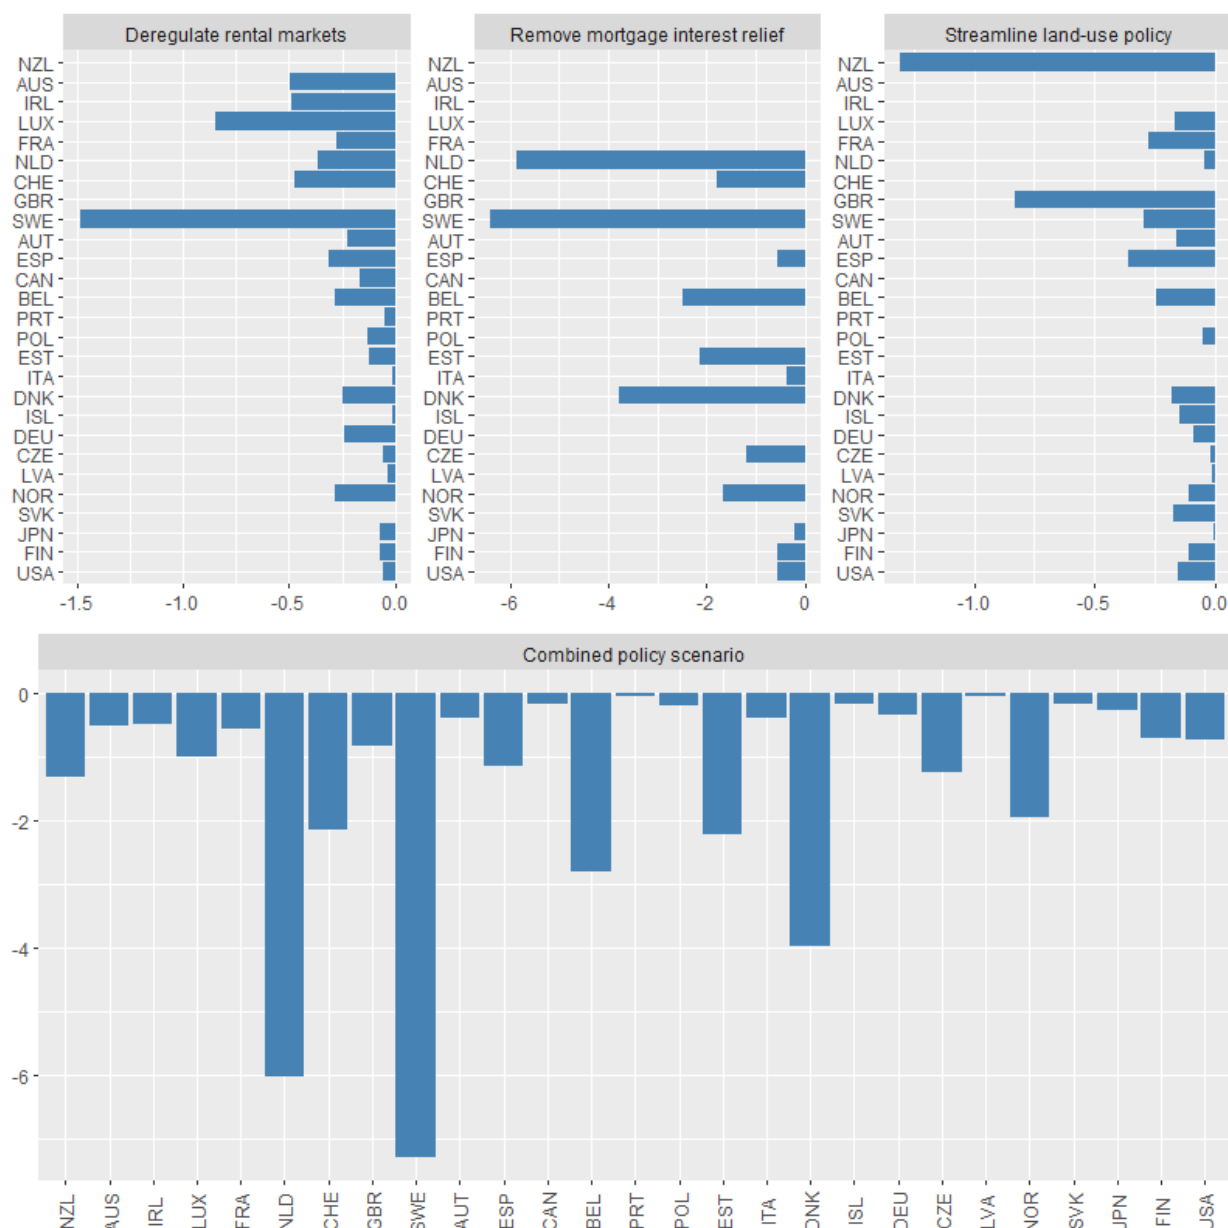 Deregulate rental markets
NZL
AUS
IRL
LUX
FRA
NLD
CHE
GBR
SWE
AUT
ESP
CAN
BEL
PRT
POL
EST
ITA
DNK
ISL
DEU
CZE
LVA
NOR
SVK
JPN
FIN
USA
-1.5 -1.0 -0.5 0.0
Remove mortgage interest relief
NZL
AUS
IRL
LUX
FRA
NLD
CHE
GBR
SWE
AUT
ESP
CAN
BEL
PRT
POL
EST
ITA
DNK
ISL
DEU
CZE
LVA
NOR
SVK
JPN
FIN
USA
-6 -4 -2 0
Streamline land-use policy
NZL
AUS
IRL
LUX
FRA
NLD
CHE
GBR
SWE
AUT
ESP
CAN
BEL
PRT
POL
EST
ITA
DNK
ISL
DEU
CZE
LVA
NOR
SVK
JPN
FIN
USA
-1.0 -0.5 0.0
Combined policy scenario
0
-2
-4
-6
NZL AUS IRL LUX FRA NLD CHE GBR SWE AUT ESP CAN BEL PRT POL EST ITA DNK ISL DEU CZE LVA NOR SVK JPN FIN USA